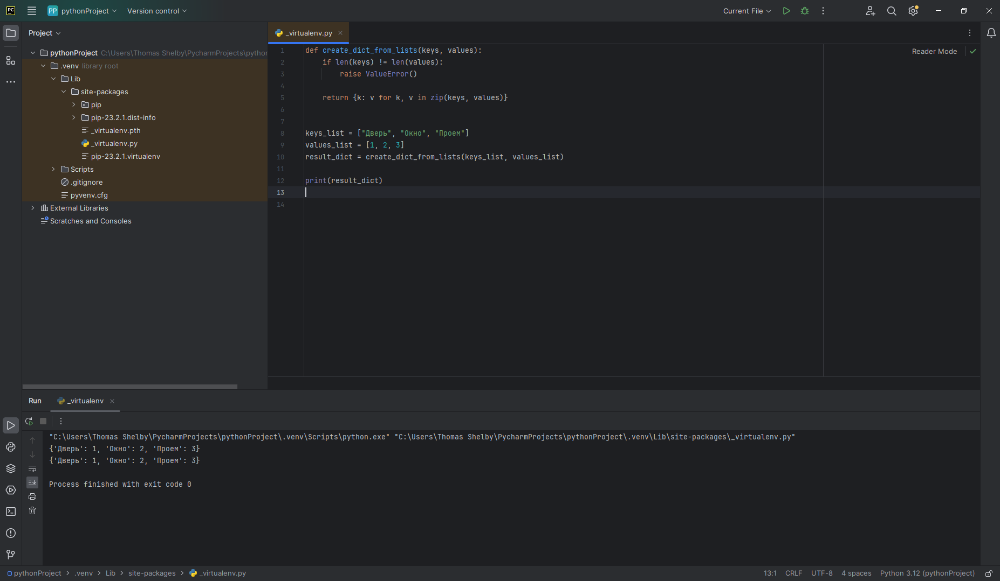 PC
PP pythonProject Version control Current File
Project
pythonProject C:\Users\Thomas Shelby\PycharmProjects\python
.venv library root
Lib
site-packages
pip
pip-23.2.1.dist-info
_virtualenv.pth
_virtualenv.py
pip-23.2.1.virtualenv
Scripts
.gitignore
pyvenv.cfg
External Libraries
Scratches and Consoles
_virtualenv.py
Reader Mode
1 def create_dict_from_lists(keys, values):
2 if len(keys) != len(values):
3 raise ValueError()
4
5 return {k: v for k, v in zip(keys, values)}
6
7
8 keys_list = ["Дверь", "Окно", "Проем"]
9 values_list = [1, 2, 3]
10 result_dict = create_dict_from_lists(keys_list, values_list)
11
12 print(result_dict)
13
14
Run _virtualenv
"C:\Users\Thomas Shelby\PycharmProjects\pythonProject\.venv\Scripts\python.exe" "C:\Users\Thomas Shelby\PycharmProjects\pythonProject\.venv\Lib\site-packages\_virtualenv.py"
{'Дверь': 1, 'Окно': 2, 'Проем': 3}
{'Дверь': 1, 'Окно': 2, 'Проем': 3}
Process finished with exit code 0
pythonProject > .venv > Lib > site-packages > _virtualenv.py 13:1 CRLF UTF-8 4 spaces Python 3.12 (pythonProject)